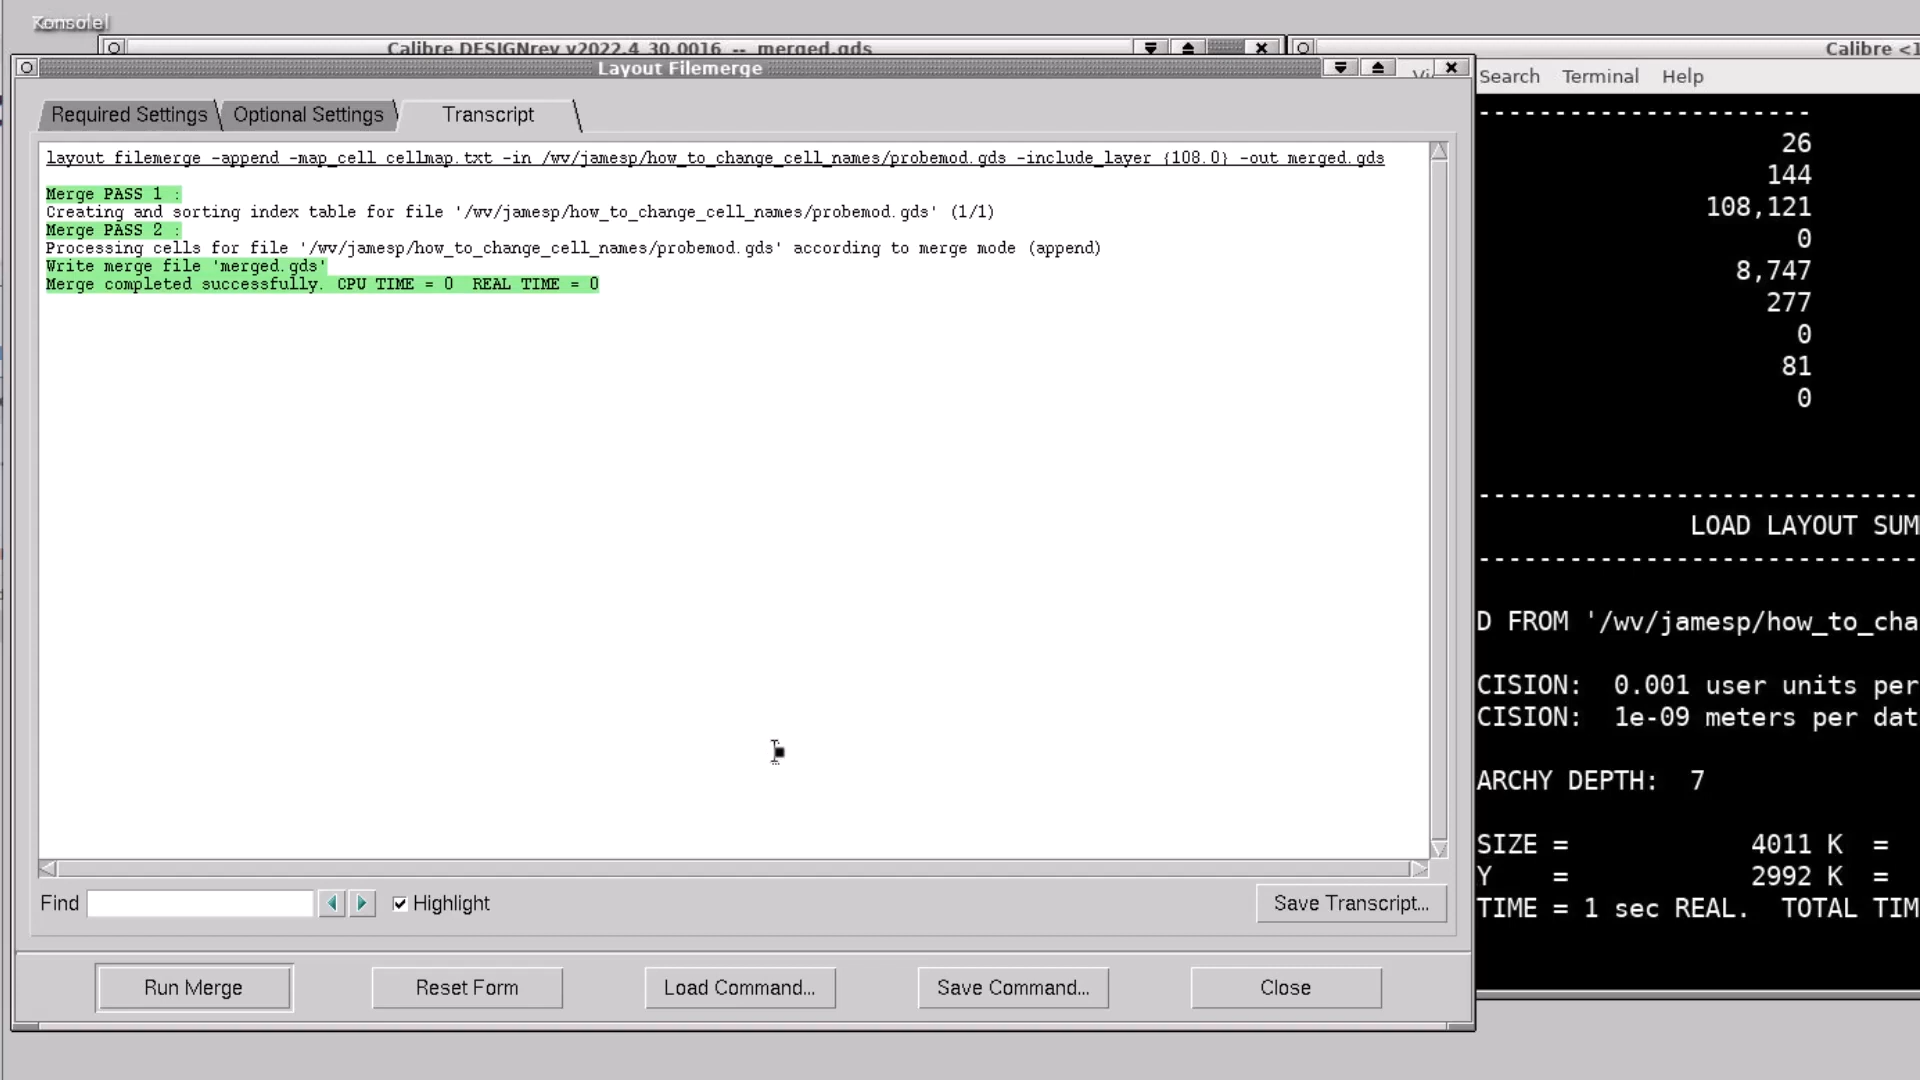 Calibre DESIGNrev v2022.4_30.0016 -- merged.gds
Calibre <1
Layout Filemerge
Search Terminal Help
Required Settings
Optional Settings
Transcript
layout filemerge -append -map_cell cellmap.txt -in /wv/jamesp/how_to_change_cell_names/probemod.gds -include_layer {108.0} -out merged.gds
Merge PASS 1 :
Creating and sorting index table for file '/wv/jamesp/how_to_change_cell_names/probemod.gds' (1/1)
Merge PASS 2 :
Processing cells for file '/wv/jamesp/how_to_change_cell_names/probemod.gds' according to merge mode (append)
Write merge file 'merged.gds'
Merge completed successfully. CPU TIME = 0 REAL TIME = 0
Find
Highlight
Save Transcript...
Run Merge
Reset Form
Load Command...
Save Command...
Close
---------------------
26
144
108,121
0
8,747
277
0
81
0
-----------------------------
LOAD LAYOUT SUM
-----------------------------
D FROM '/wv/jamesp/how_to_cha
CISION: 0.001 user units per
CISION: 1e-09 meters per dat
ARCHY DEPTH: 7
SIZE = 4011 K =
Y = 2992 K =
TIME = 1 sec REAL. TOTAL TIM